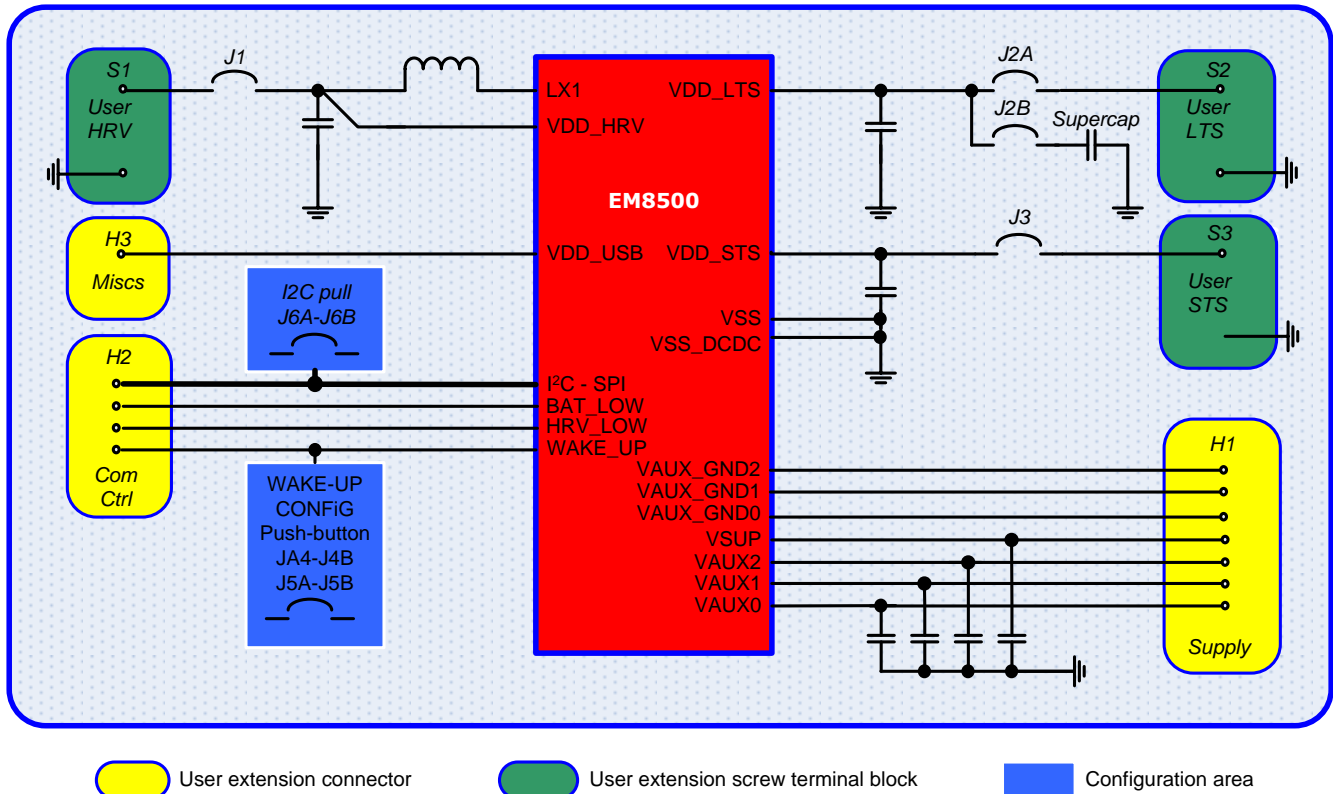 S1
User
HRV
J1
LX1
VDD_HRV
VDD_LTS
J2A
J2B
Supercap
S2
User
LTS
EM8500
H3
Miscs
VDD_USB
VDD_STS
J3
S3
User
STS
I2C pull
J6A-J6B
VSS
VSS_DCDC
H2
Com
Ctrl
I²C - SPI
BAT_LOW
HRV_LOW
WAKE_UP
WAKE-UP
CONFiG
Push-button
JA4-J4B
J5A-J5B
VAUX_GND2
VAUX_GND1
VAUX_GND0
VSUP
VAUX2
VAUX1
VAUX0
H1
Supply
User extension connector
User extension screw terminal block
Configuration area